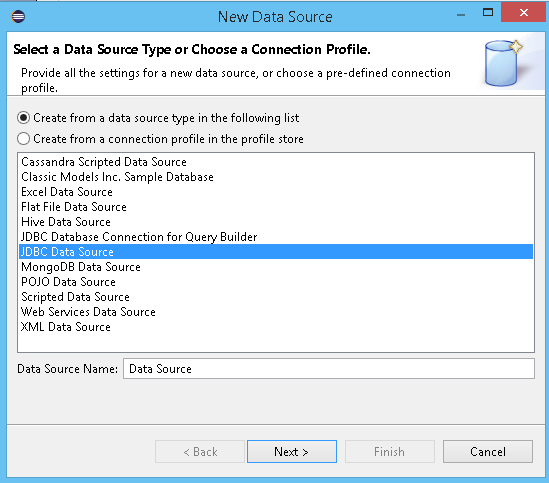 New Data Source
Select a Data Source Type or Choose a Connection Profile.
Provide all the settings for a new data source, or choose a pre-defined connection
profile.
Create from a data source type in the following list
Create from a connection profile in the profile store
Cassandra Scripted Data Source
Classic Models Inc. Sample Database
Excel Data Source
Flat File Data Source
Hive Data Source
JDBC Database Connection for Query Builder
JDBC Data Source
MongoDB Data Source
POJO Data Source
Scripted Data Source
Web Services Data Source
XML Data Source
Data Source Name: Data Source
< Back Next > Finish Cancel